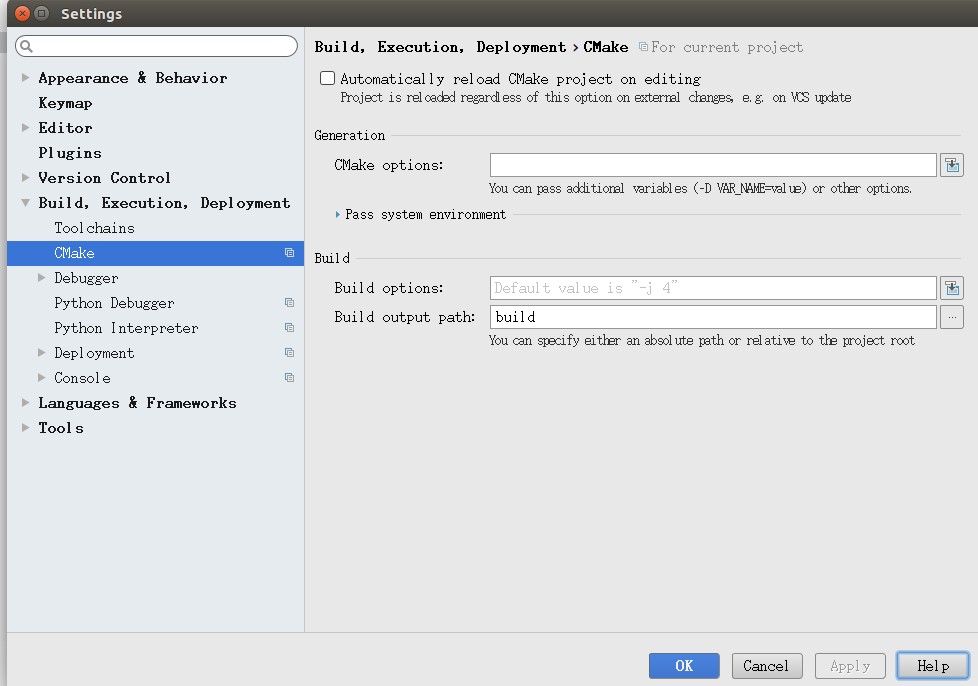 Settings
Build, Execution, Deployment › CMake For current project
Appearance & Behavior
Keymap
Editor
Plugins
Version Control
Build, Execution, Deployment
Toolchains
CMake
Debugger
Python Debugger
Python Interpreter
Deployment
Console
Languages & Frameworks
Tools
Automatically reload CMake project on editing
Project is reloaded regardless of this option on external changes, e.g. on VCS update
Generation
CMake options:
You can pass additional variables (-D VAR_NAME=value) or other options.
Pass system environment
Build
Build options: Default value is "-j 4"
Build output path: build ...
You can specify either an absolute path or relative to the project root
OK Cancel Apply Help